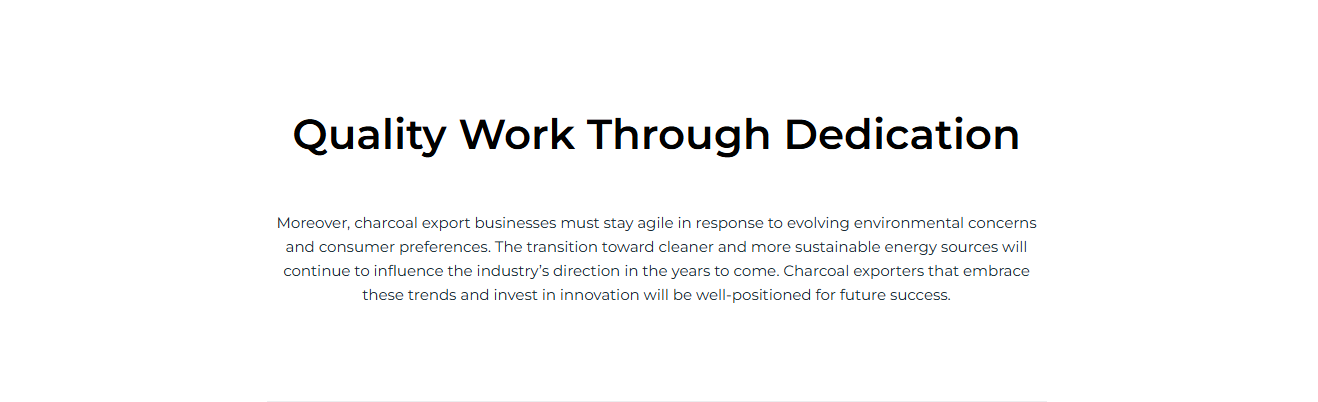 Quality Work Through Dedication
Moreover, charcoal export businesses must stay agile in response to evolving environmental concerns
and consumer preferences. The transition toward cleaner and more sustainable energy sources will
continue to influence the industry’s direction in the years to come. Charcoal exporters that embrace
these trends and invest in innovation will be well-positioned for future success.